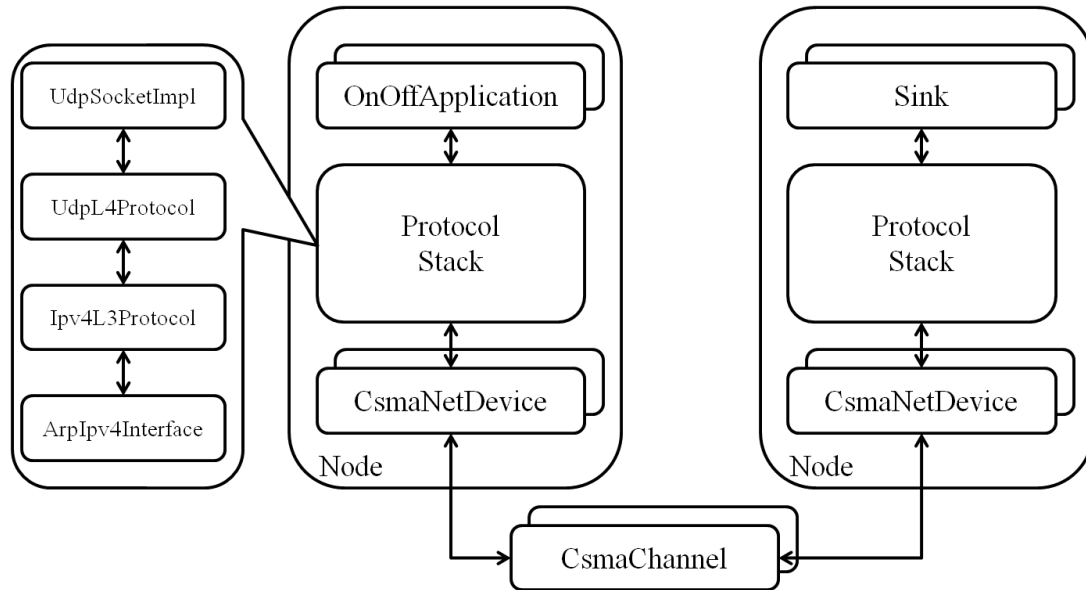 UdpSocketImpl
UdpL4Protocol
Ipv4L3Protocol
ArpIpv4Interface
OnOffApplication
Protocol
Stack
CsmaNetDevice
Node
Sink
Protocol
Stack
CsmaNetDevice
Node
CsmaChannel